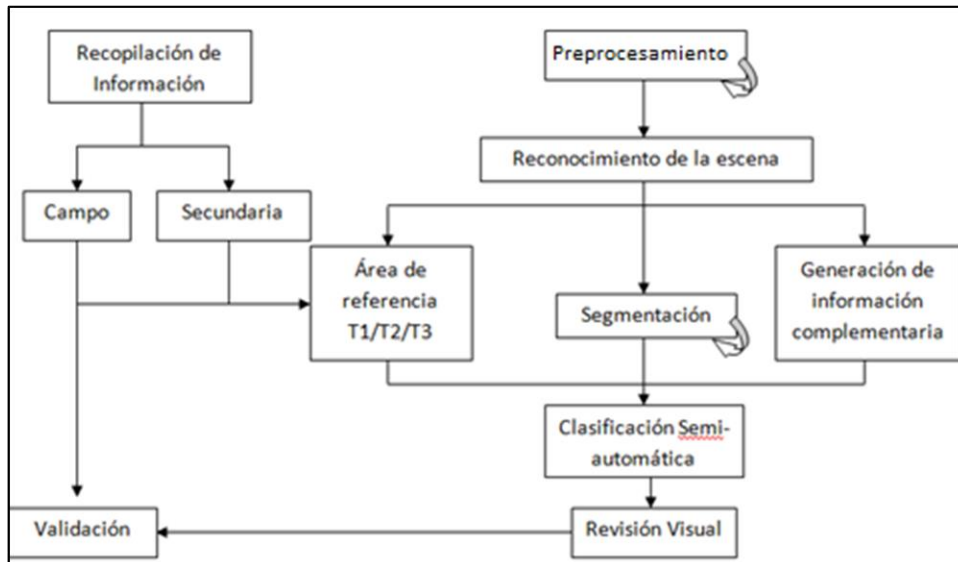 Recopilación de
Información
Preprocesamiento
Reconocimiento de la escena
Campo
Secundaria
Área de
referencia
T1/T2/T3
Segmentación
Generación de
información
complementaria
Clasificación Semi-
automática
Validación
Revisión Visual